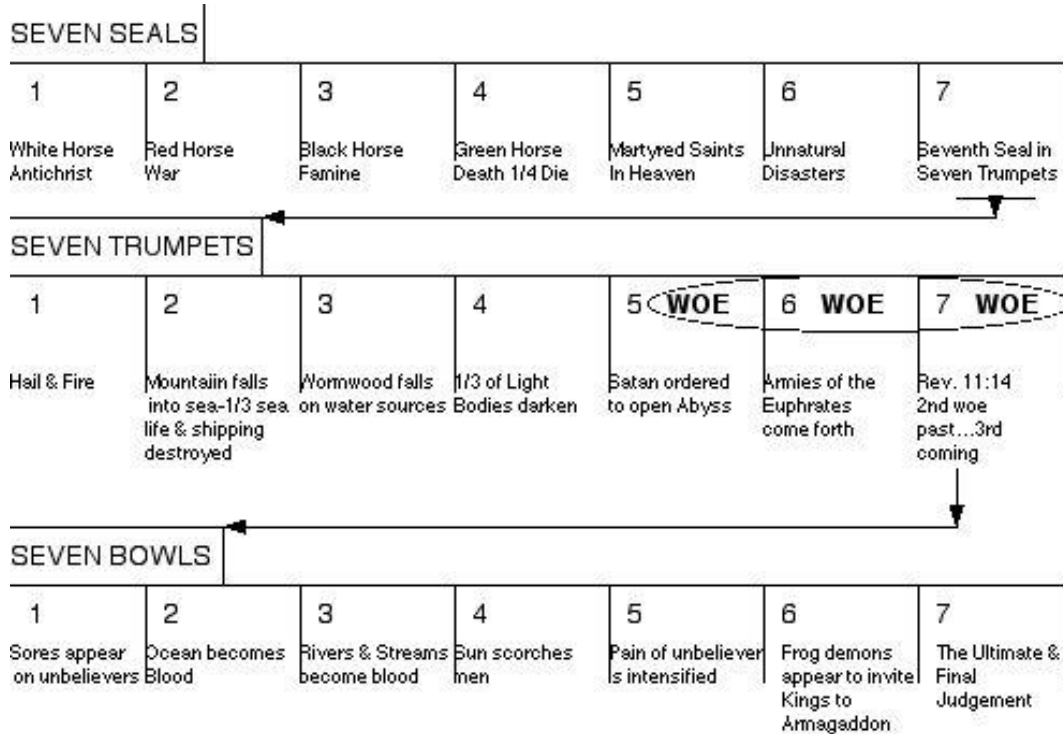 SEVEN SEALS
1 2 3 4 5 6 7
White Horse Red Horse Black Horse Green Horse Martyred Saints Unnatural Seventh Seal in
Antichrist War Famine Death 1/4 Die In Heaven Disasters Seven Trumpets
SEVEN TRUMPETS
1 2 3 4 5 WOE 6 WOE 7 WOE
Hail & Fire Mountaiin falls Wormwood falls 1/3 of Light Satan ordered Armies of the Rev. 11:14
into sea-1/3 sea on water sources Bodies darken to open Abyss Euphrates 2nd woe
life & shipping come forth past...3rd
destroyed coming
SEVEN BOWLS
1 2 3 4 5 6 7
Sores appear Ocean becomes Rivers & Streams Sun scorches Pain of unbeliever Frog demons The Ultimate &
on unbelievers Blood become blood men is intensified appear to invite Final
Kings to Judgement
Armagaddon